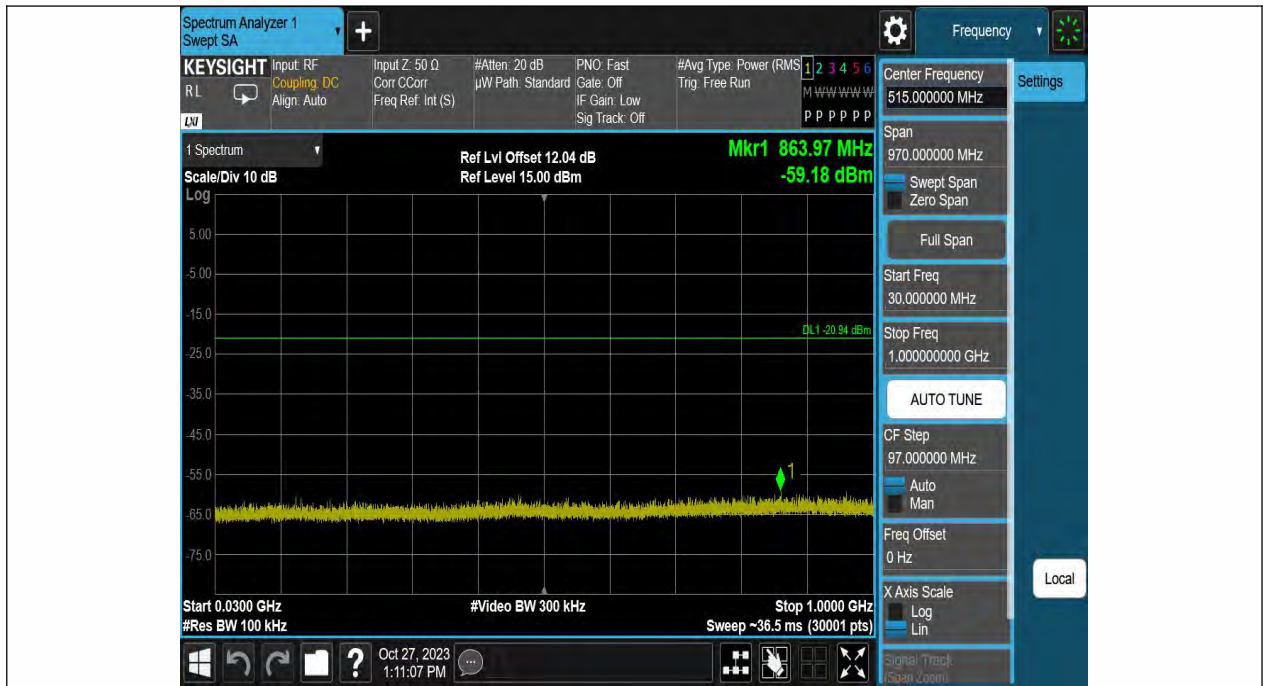 Spectrum Analyzer 1
Swept SA
Frequency
KEYSIGHT
RL
LXI
Input: RF
Coupling: DC
Align: Auto
Input Z: 50 Ω
Corr CCorr
Freq Ref: Int (S)
#Atten: 20 dB
µW Path: Standard
PNO: Fast
Gate: Off
IF Gain: Low
Sig Track: Off
#Avg Type: Power (RMS
Trig: Free Run
1 2 3 4 5 6
M W W W W W
P P P P P P
1 Spectrum
Scale/Div 10 dB
Log
Ref Lvl Offset 12.04 dB
Ref Level 15.00 dBm
Mkr1 863.97 MHz
-59.18 dBm
5.00
-5.00
-15.0
DL1 -20.94 dBm
-25.0
-35.0
-45.0
-55.0
1
-65.0
-75.0
Start 0.0300 GHz
#Video BW 300 kHz
Stop 1.0000 GHz
#Res BW 100 kHz
Sweep ~36.5 ms (30001 pts)
Center Frequency
515.000000 MHz
Settings
Span
970.000000 MHz
Swept Span
Zero Span
Full Span
Start Freq
30.000000 MHz
Stop Freq
1.000000000 GHz
AUTO TUNE
CF Step
97.000000 MHz
Auto
Man
Freq Offset
0 Hz
X Axis Scale
Log
Lin
Signal Track
(Span Zoom)
Local
?
Oct 27, 2023
1:11:07 PM